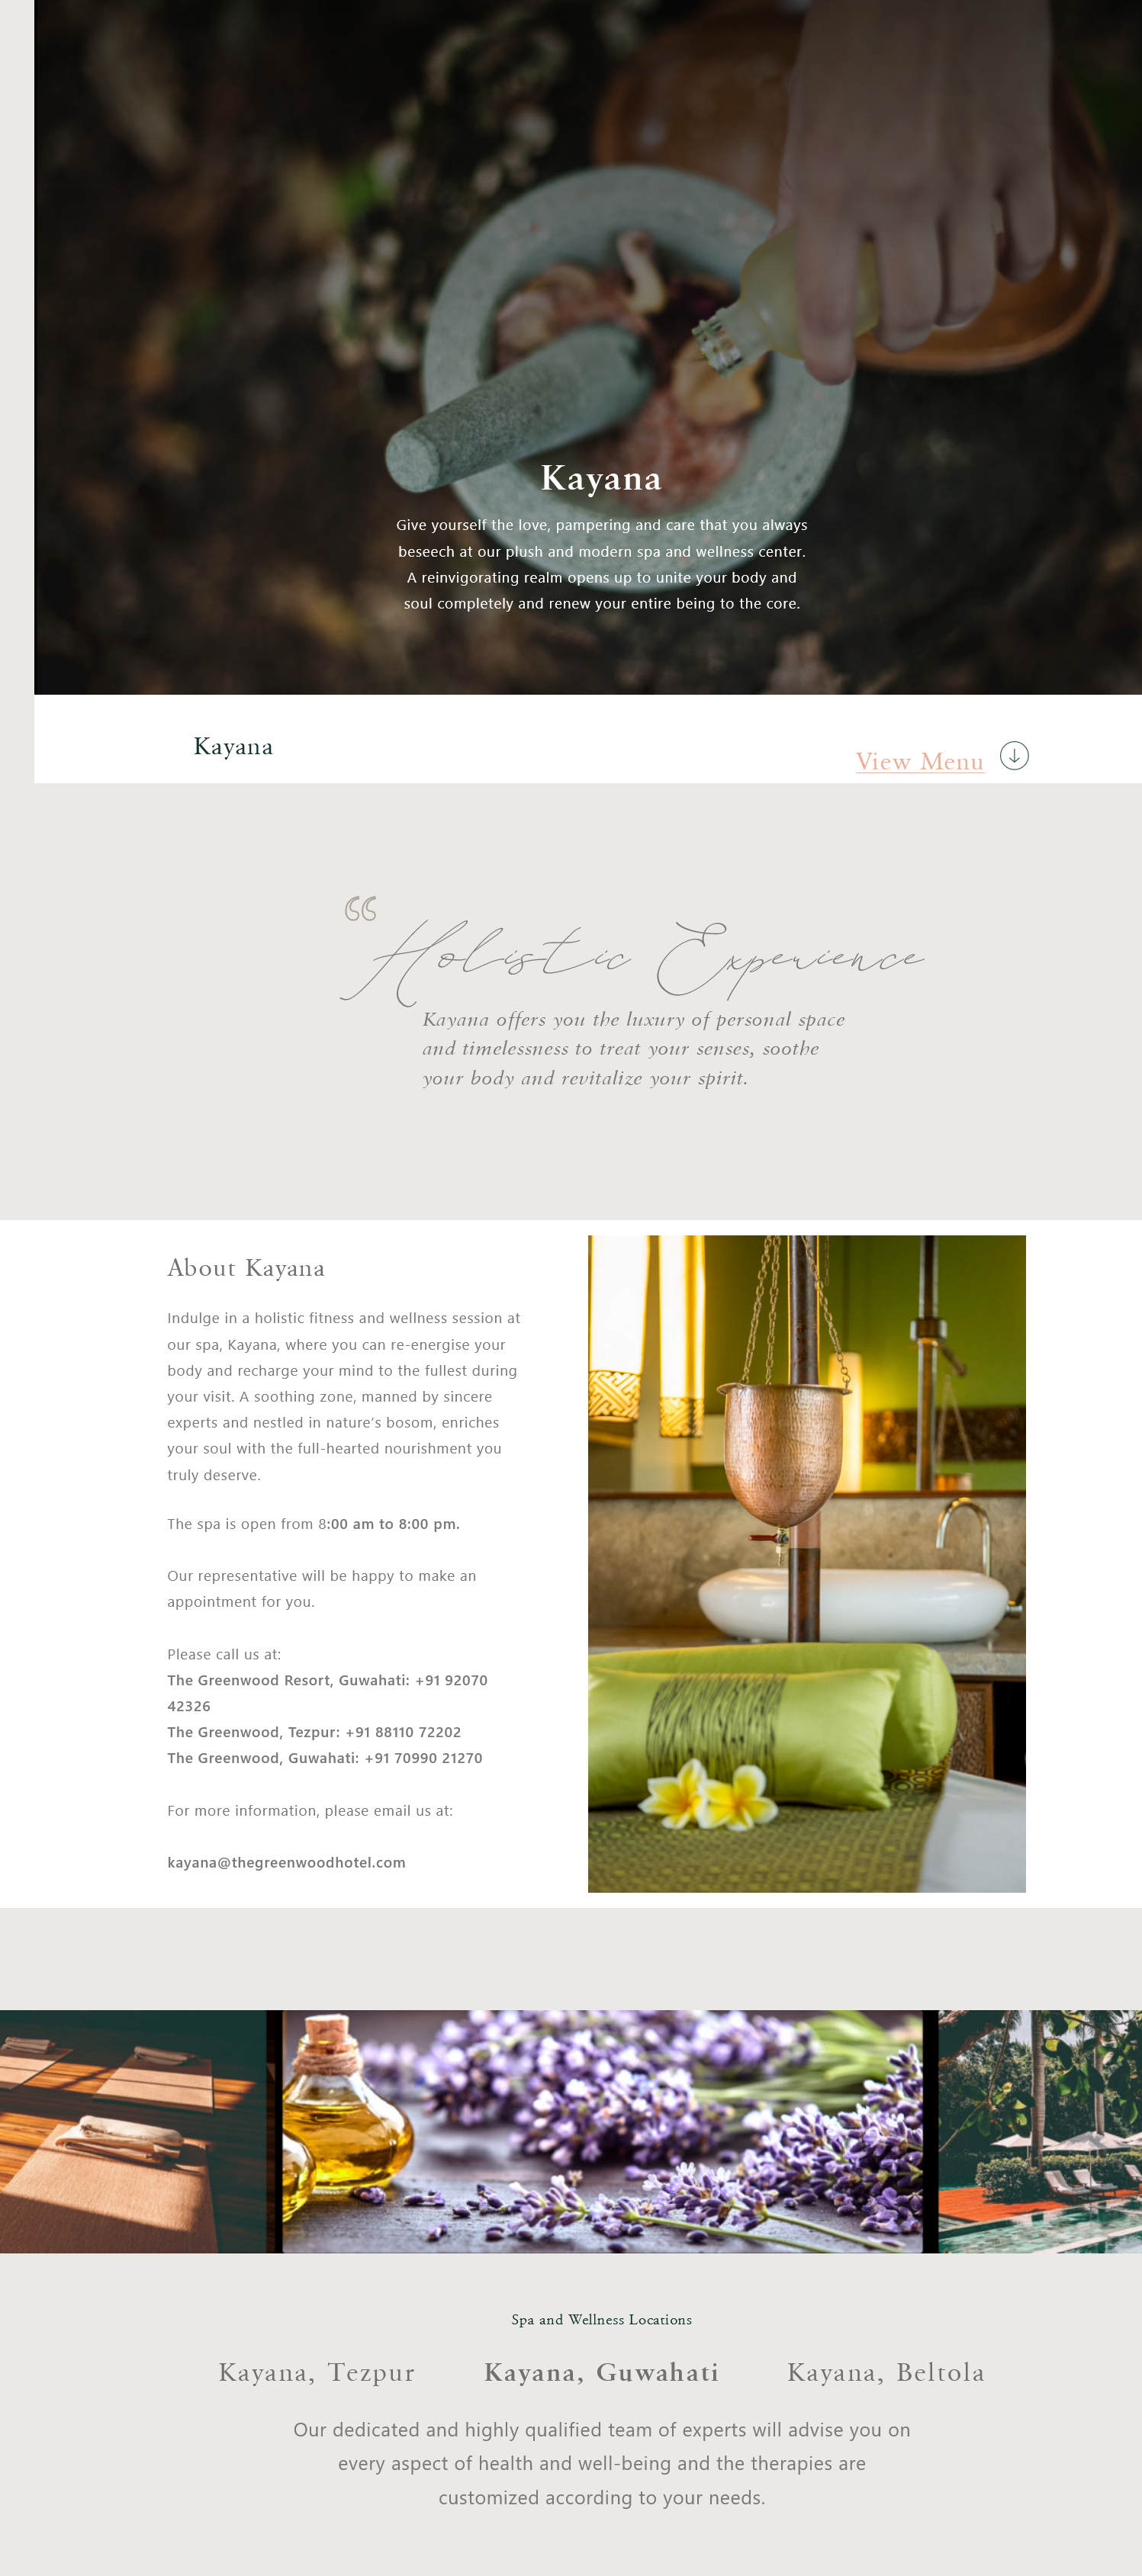 Kayana
Give yourself the love, pampering and care that you always
beseech at our plush and modern spa and wellness center.
A reinvigorating realm opens up to unite your body and
soul completely and renew your entire being to the core.
Kayana
View Menu
“
Holistic Experience
Kayana offers you the luxury of personal space
and timelessness to treat your senses, soothe
your body and revitalize your spirit.
About Kayana
Indulge in a holistic fitness and wellness session at
our spa, Kayana, where you can re-energise your
body and recharge your mind to the fullest during
your visit. A soothing zone, manned by sincere
experts and nestled in nature’s bosom, enriches
your soul with the full-hearted nourishment you
truly deserve.
The spa is open from 8:00 am to 8:00 pm.
Our representative will be happy to make an
appointment for you.
Please call us at:
The Greenwood Resort, Guwahati: +91 92070
42326
The Greenwood, Tezpur: +91 88110 72202
The Greenwood, Guwahati: +91 70990 21270
For more information, please email us at:
kayana@thegreenwoodhotel.com
Spa and Wellness Locations
Kayana, Tezpur Kayana, Guwahati Kayana, Beltola
Our dedicated and highly qualified team of experts will advise you on
every aspect of health and well-being and the therapies are
customized according to your needs.